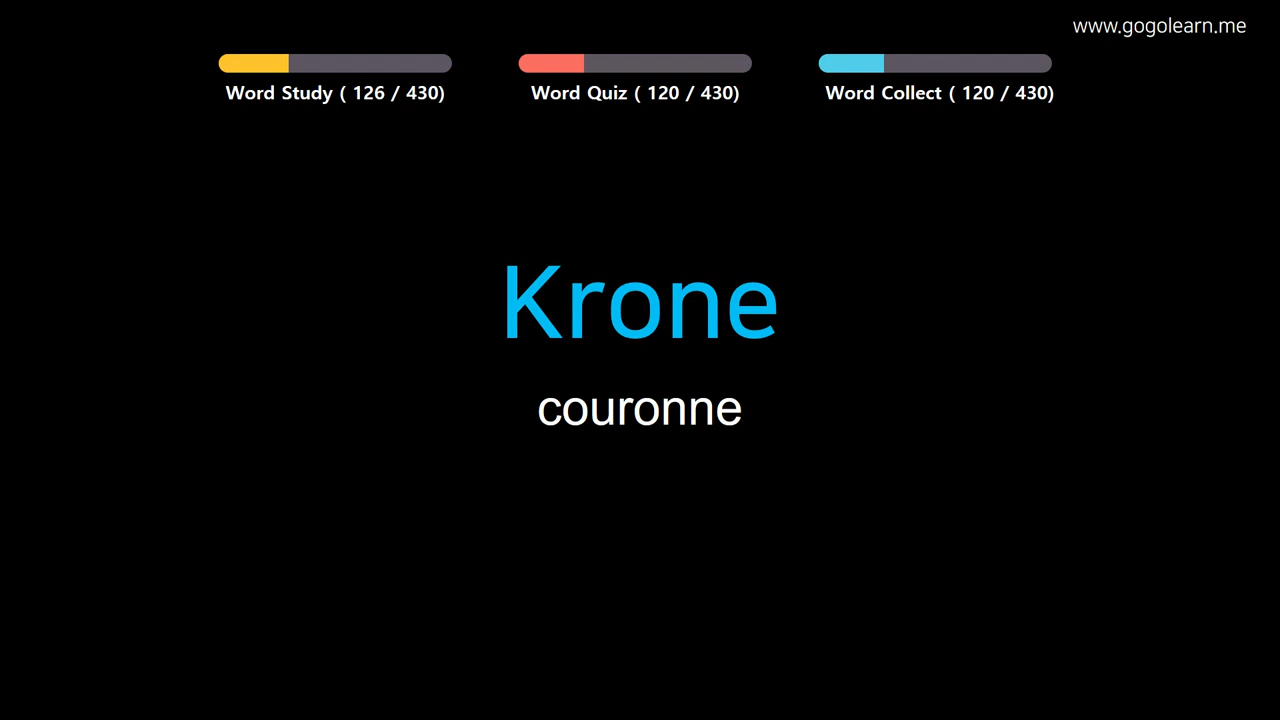 www.gogolearn.me
Word Study ( 126 / 430)
Word Quiz ( 120 / 430)
Word Collect ( 120 / 430)
Krone
couronne